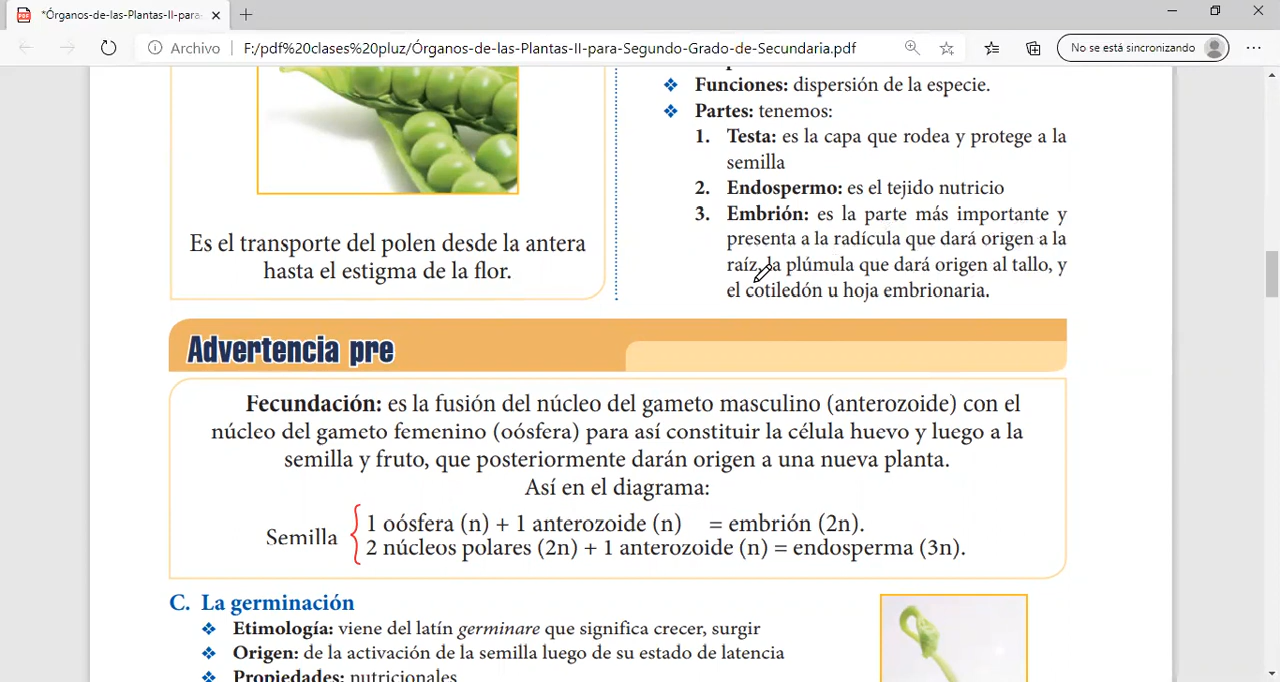 *Órganos-de-las-Plantas-II-para-
Archivo
F:/pdf%20clases%20pluz/Órganos-de-las-Plantas-II-para-Segundo-Grado-de-Secundaria.pdf
No se está sincronizando
Es el transporte del polen desde la antera
hasta el estigma de la flor.
❖ Funciones: dispersión de la especie.
❖ Partes: tenemos:
1. Testa: es la capa que rodea y protege a la
semilla
2. Endospermo: es el tejido nutricio
3. Embrión: es la parte más importante y
presenta a la radícula que dará origen a la
raíz, la plúmula que dará origen al tallo, y
el cotiledón u hoja embrionaria.
Advertencia pre
Fecundación: es la fusión del núcleo del gameto masculino (anterozoide) con el
núcleo del gameto femenino (oósfera) para así constituir la célula huevo y luego a la
semilla y fruto, que posteriormente darán origen a una nueva planta.
Así en el diagrama:
Semilla
1 oósfera (n) + 1 anterozoide (n) = embrión (2n).
2 núcleos polares (2n) + 1 anterozoide (n) = endosperma (3n).
C. La germinación
❖ Etimología: viene del latín germinare que significa crecer, surgir
❖ Origen: de la activación de la semilla luego de su estado de latencia
❖ Propiedades: nutricionales